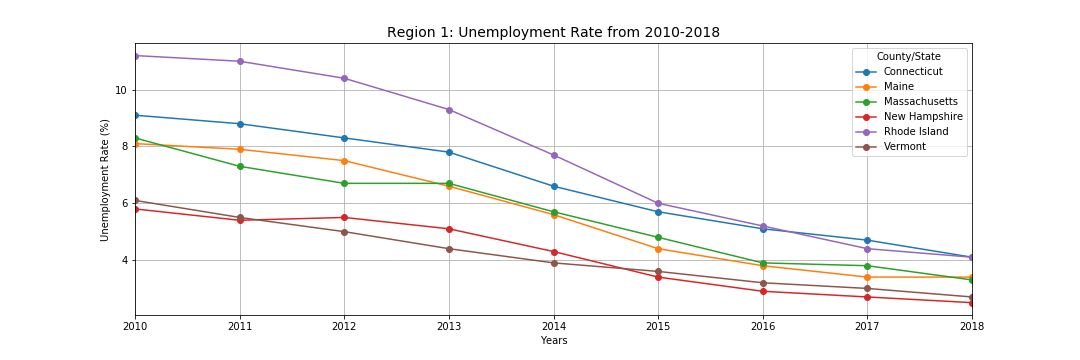 Region 1: Unemployment Rate from 2010-2018
County/State
Connecticut
Maine
Massachusetts
New Hampshire
Rhode Island
Vermont
Unemployment Rate (%)
10
8
6
4
2010 2011 2012 2013 2014 2015 2016 2017 2018
Years